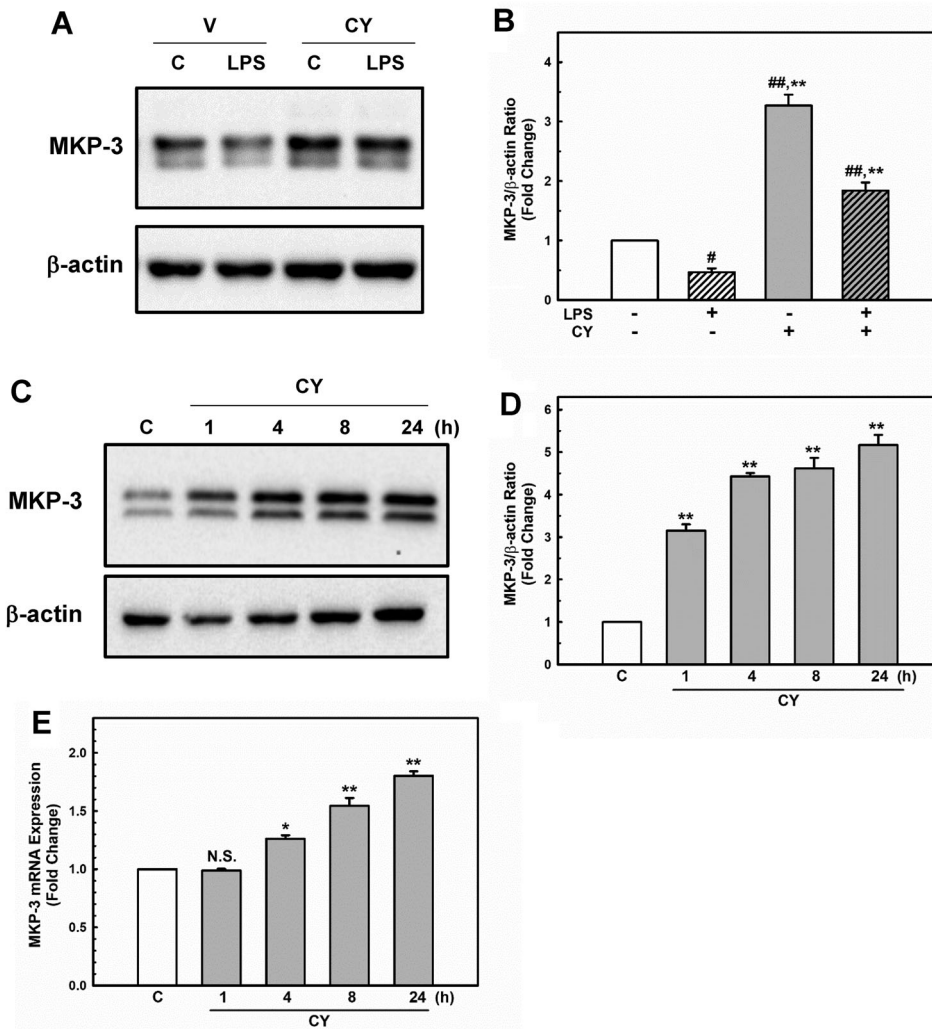 A
V CY
C LPS C LPS
MKP-3
β-actin
B
MKP-3/β-actin Ratio
(Fold Change)
4
3
2
1
0
#
##,**
##,**
LPS - + - +
CY - - + +
C
CY
C 1 4 8 24 (h)
MKP-3
β-actin
D
MKP-3/β-actin Ratio
(Fold Change)
6
5
4
3
2
1
0
**
**
**
**
C 1 4 8 24 (h)
CY
E
MKP-3 mRNA Expression
(Fold Change)
2.0
1.5
1.0
0.5
0.0
N.S.
*
**
**
C 1 4 8 24 (h)
CY